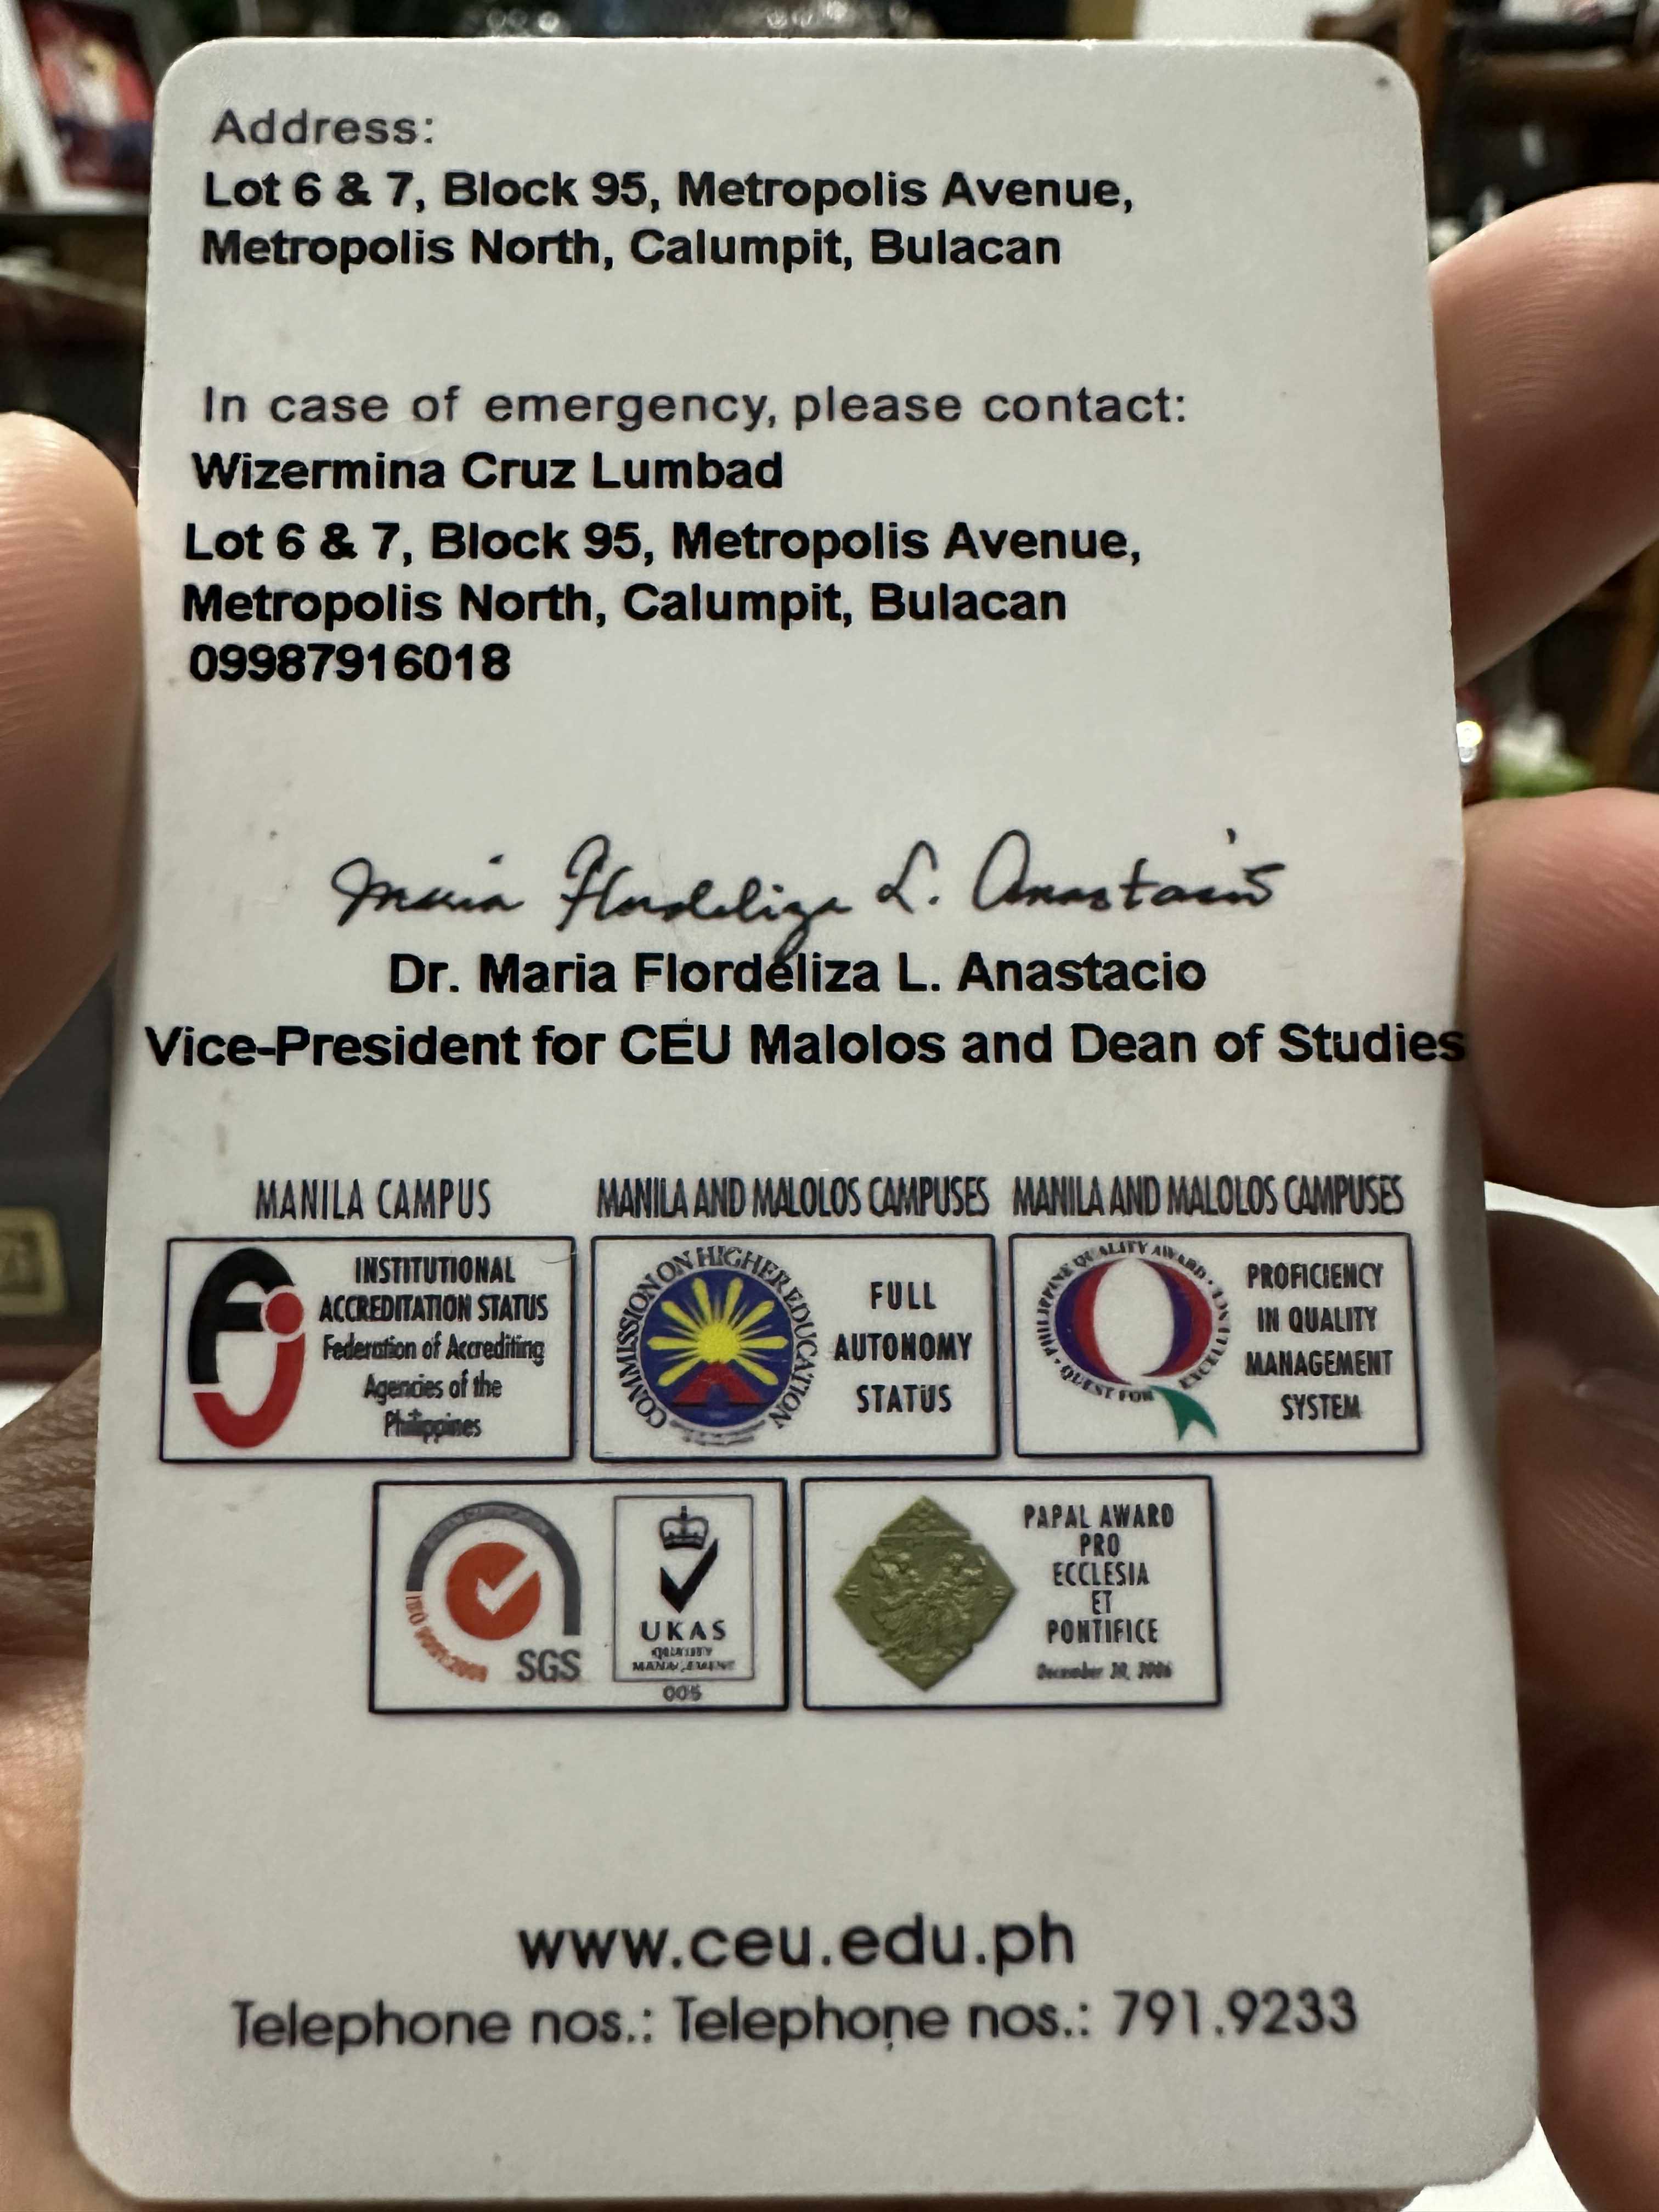 Address:
Lot 6 & 7, Block 95, Metropolis Avenue,
Metropolis North, Calumpit, Bulacan
In case of emergency, please contact:
Wizermina Cruz Lumbad
Lot 6 & 7, Block 95, Metropolis Avenue,
Metropolis North, Calumpit, Bulacan
09987916018
Maria Flordeliza L. Anastacio
Dr. Maria Flordeliza L. Anastacio
Vice-President for CEU Malolos and Dean of Studies
MANILA CAMPUS
INSTITUTIONAL
ACCREDITATION STATUS
Federation of Accrediting
Agencies of the
Philippines
MANILA AND MALOLOS CAMPUSES
COMMISSION ON HIGHER EDUCATION
FULL
AUTONOMY
STATUS
MANILA AND MALOLOS CAMPUSES
PHILIPPINE QUALITY AWARD
QUEST FOR EXCELLENCE
PROFICIENCY
IN QUALITY
MANAGEMENT
SYSTEM
SGS
UKAS
QUALITY
MANAGEMENT
005
PAPAL AWARD
PRO
ECCLESIA
ET
PONTIFICE
December 20, 2006
www.ceu.edu.ph
Telephone nos.: Telephone nos.: 791.9233